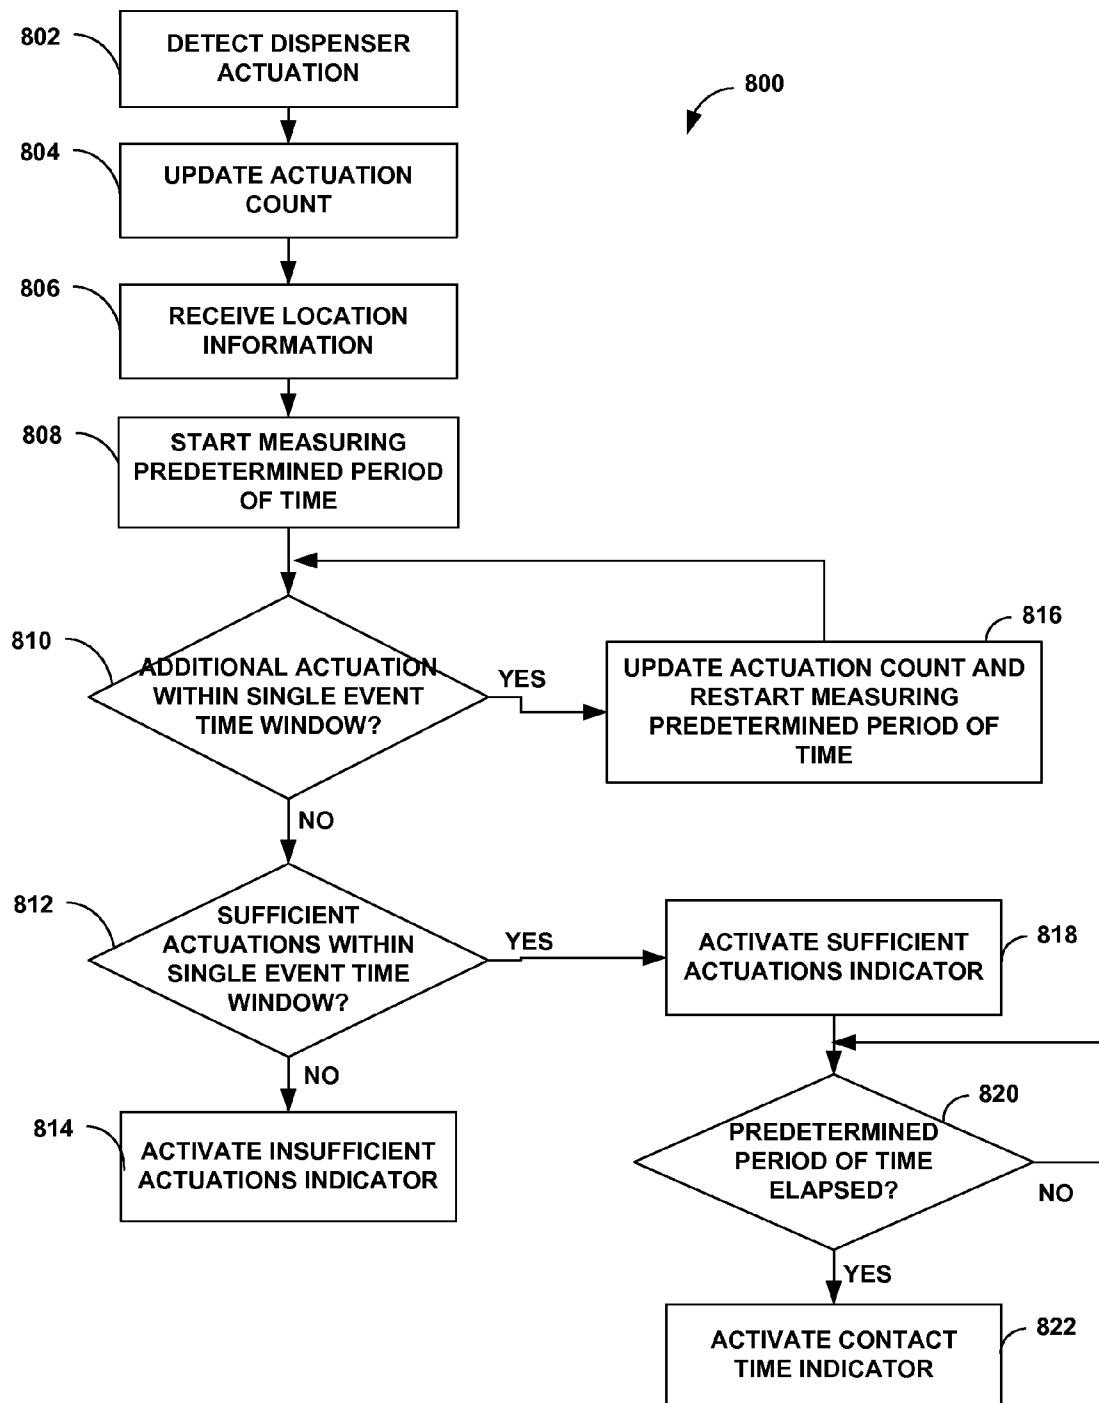 802
DETECT DISPENSER
ACTUATION
800
804
UPDATE ACTUATION
COUNT
806
RECEIVE LOCATION
INFORMATION
808
START MEASURING
PREDETERMINED PERIOD
OF TIME
810
ADDITIONAL ACTUATION
WITHIN SINGLE EVENT
TIME WINDOW?
YES
816
UPDATE ACTUATION COUNT AND
RESTART MEASURING
PREDETERMINED PERIOD OF
TIME
NO
812
SUFFICIENT
ACTUATIONS WITHIN
SINGLE EVENT TIME
WINDOW?
YES
818
ACTIVATE SUFFICIENT
ACTUATIONS INDICATOR
NO
814
ACTIVATE INSUFFICIENT
ACTUATIONS INDICATOR
820
PREDETERMINED
PERIOD OF TIME
ELAPSED?
NO
YES
822
ACTIVATE CONTACT
TIME INDICATOR